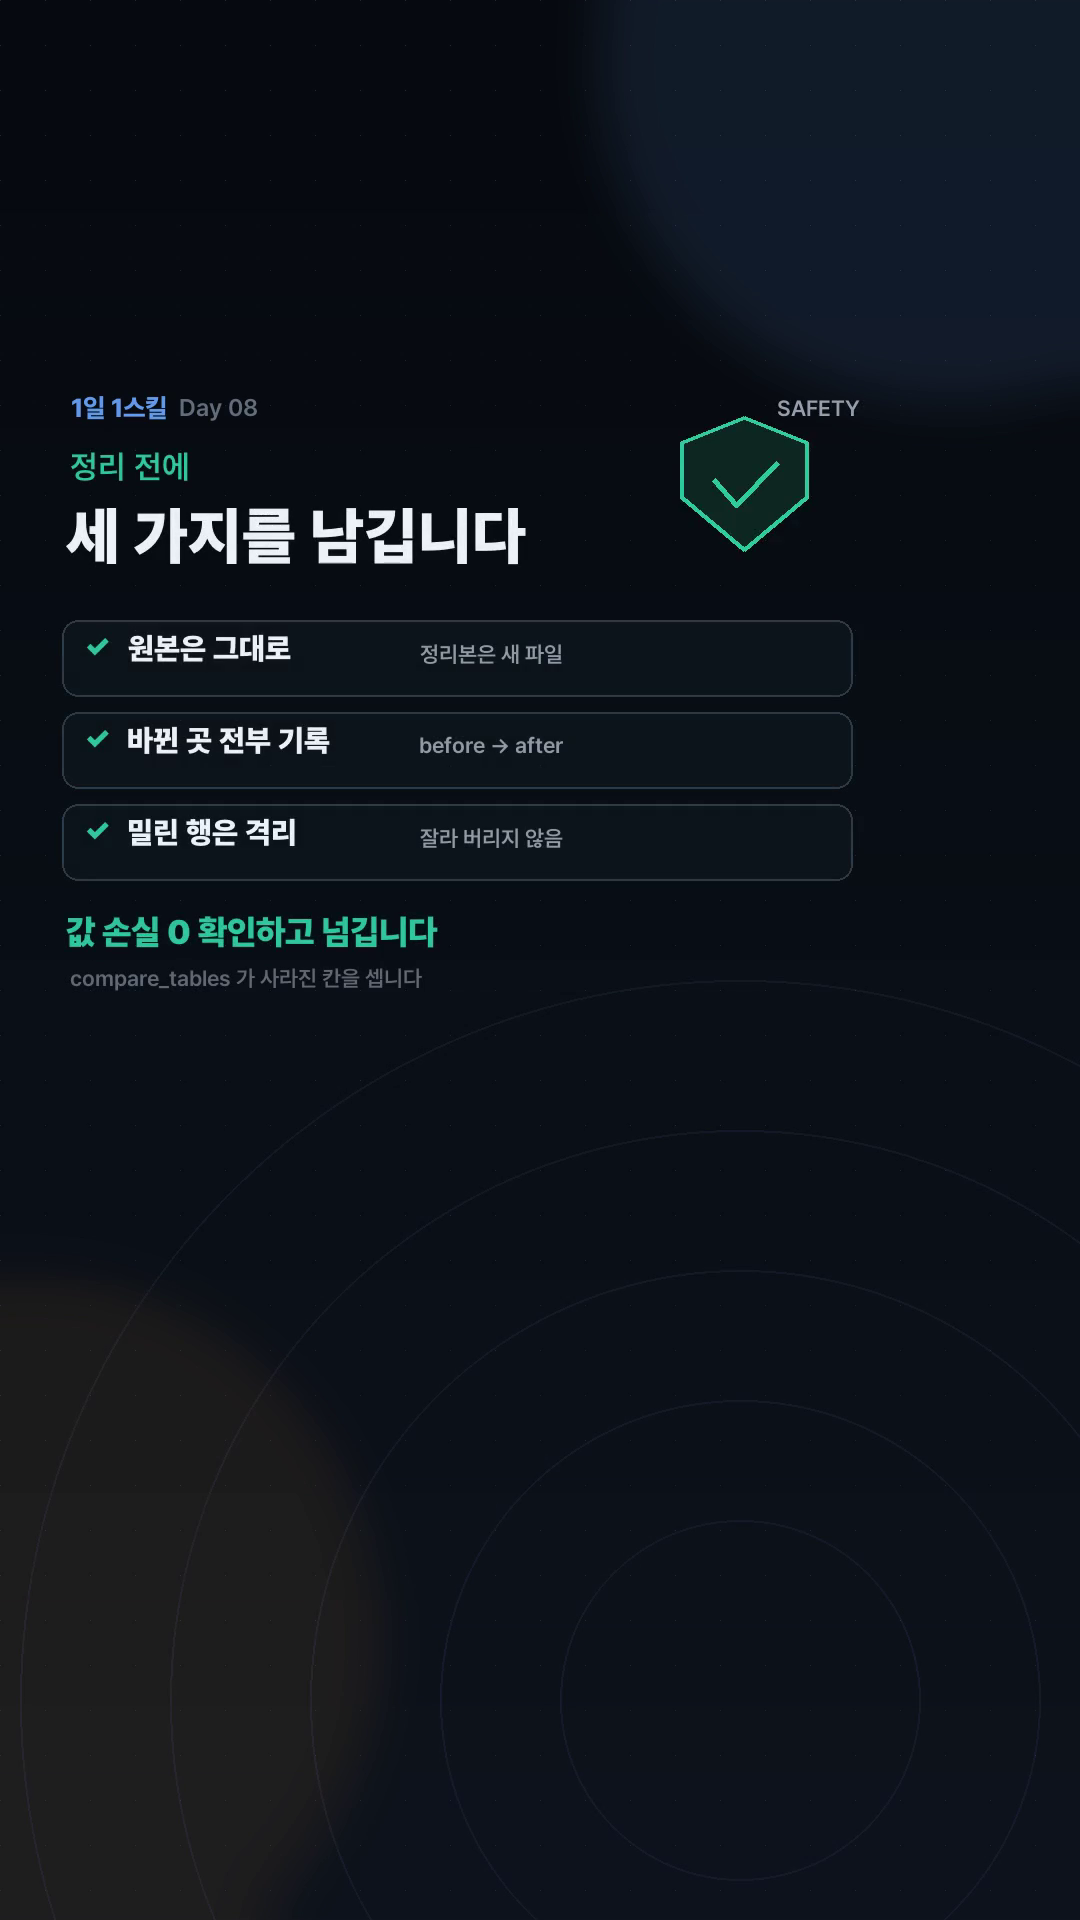 1일 1스킬 Day 08
SAFETY
정리 전에
세 가지를 남깁니다
원본은 그대로 정리본은 새 파일
바뀐 곳 전부 기록 before → after
밀린 행은 격리 잘라 버리지 않음
값 손실 0 확인하고 넘깁니다
compare_tables 가 사라진 칸을 셉니다